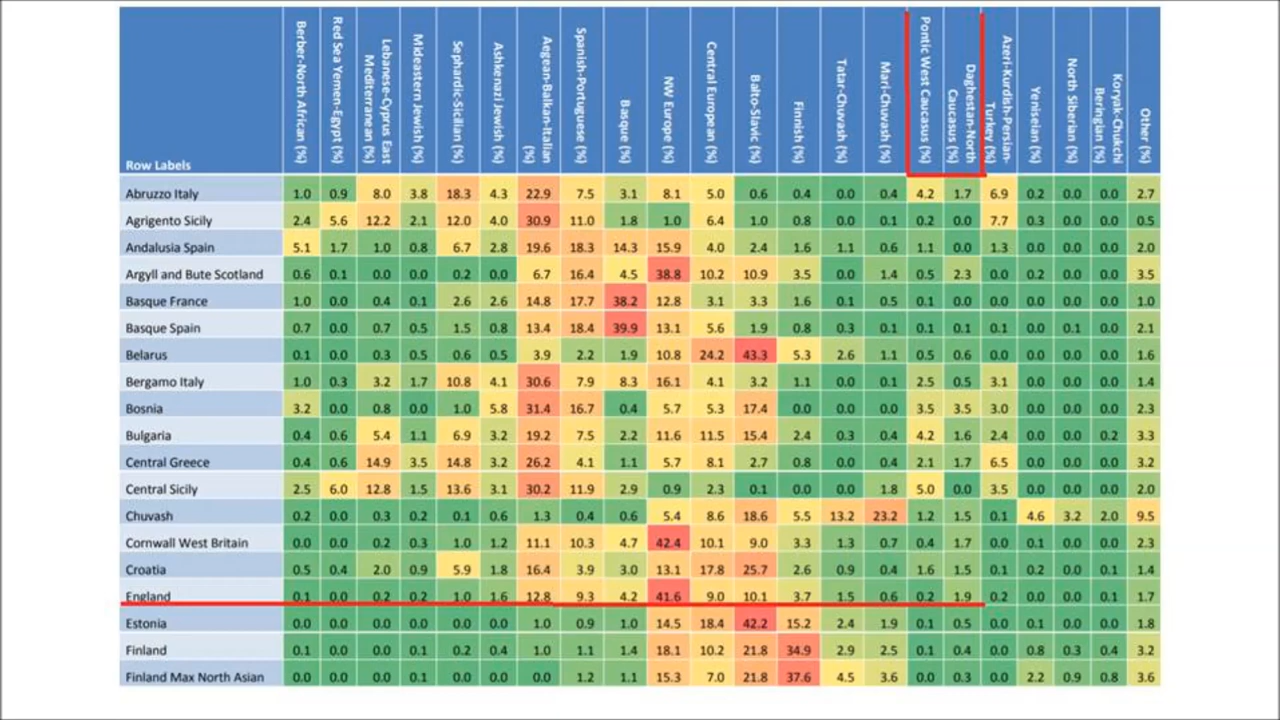 Row Labels Berber-North African (%) Red Sea Yemen-Egypt (%) Lebanese-Cyprus East Mediterranean (%) Mideastern Jewish (%) Sephardic-Sicilian (%) Ashkenazi Jewish (%) Aegean-Balkan-Italian (%) Spanish-Portuguese (%) Basque (%) NW Europe (%) Central European (%) Balto-Slavic (%) Finnish (%) Tatar-Chuvash (%) Mari-Chuvash (%) Pontic West Caucasus (%) Daghestan-North Caucasus (%) Azeri-Kurdish-Persian-Turkey (%) Yeniseian (%) North Siberian (%) Koryak-Chukchi Beringian (%) Other (%)
Abruzzo Italy 1.0 0.9 8.0 3.8 18.3 4.3 22.9 7.5 3.1 8.1 5.0 0.6 0.4 0.0 0.4 4.2 1.7 6.9 0.2 0.0 0.0 2.7
Agrigento Sicily 2.4 5.6 12.2 2.1 12.0 4.0 30.9 11.0 1.8 1.0 6.4 1.0 0.8 0.1 0.0 0.2 0.0 7.7 0.3 0.0 0.0 0.5
Andalusia Spain 5.1 1.7 1.0 0.8 6.7 2.8 19.6 18.3 14.3 15.9 4.0 2.4 1.6 1.1 0.6 1.1 0.0 1.3 0.0 0.0 0.0 2.0
Argyll and Bute Scotland 0.6 0.1 0.0 0.0 0.2 0.0 6.7 16.4 4.5 38.8 10.2 10.9 3.5 0.0 1.4 0.5 2.3 0.0 0.2 0.0 0.0 3.5
Basque France 1.0 0.0 0.4 0.1 2.6 2.6 14.8 17.7 38.2 12.8 3.1 3.3 1.6 0.1 0.5 0.1 0.0 0.0 0.0 0.0 0.0 1.0
Basque Spain 0.7 0.0 0.7 0.5 1.5 0.8 13.4 18.4 39.9 13.1 5.6 1.9 0.8 0.3 0.1 0.1 0.1 0.1 0.0 0.1 0.0 2.1
Belarus 0.1 0.0 0.3 0.5 0.6 0.5 3.9 2.2 1.9 10.8 24.2 43.3 5.3 2.6 1.1 0.5 0.6 0.0 0.0 0.0 0.0 1.6
Bergamo Italy 1.0 0.3 3.2 1.7 10.8 4.1 30.6 7.9 8.3 16.1 4.1 3.2 1.1 0.0 0.1 2.5 0.5 3.1 0.0 0.0 0.0 1.4
Bosnia 3.2 0.0 0.8 0.0 1.0 5.8 31.4 16.7 0.4 5.7 5.3 17.4 0.0 0.0 0.0 3.5 3.5 3.0 0.0 0.0 0.0 2.3
Bulgaria 0.4 0.6 5.4 1.1 6.9 3.2 19.2 7.5 2.2 11.6 11.5 15.4 2.4 0.3 0.4 4.2 1.6 2.4 0.0 0.0 0.2 3.3
Central Greece 0.4 0.6 14.9 3.5 14.8 3.2 26.2 4.1 1.1 5.7 8.1 2.7 0.8 0.0 0.4 2.1 1.7 6.5 0.0 0.0 0.0 3.2
Central Sicily 2.5 6.0 12.8 1.5 13.6 3.1 30.2 11.9 2.9 0.9 2.3 0.1 0.0 0.0 1.8 5.0 0.0 3.5 0.0 0.0 0.0 2.0
Chuvash 0.2 0.0 0.3 0.2 0.1 0.6 1.3 0.4 0.6 5.4 8.6 18.6 5.5 13.2 23.2 1.2 1.5 0.1 4.6 3.2 2.0 9.5
Cornwall West Britain 0.0 0.0 0.2 0.3 1.0 1.2 11.1 10.3 4.7 42.4 10.1 9.0 3.3 1.3 0.7 0.4 1.7 0.0 0.1 0.0 0.0 2.3
Croatia 0.5 0.4 2.0 0.9 5.9 1.8 16.4 3.9 3.0 13.1 17.8 25.7 2.6 0.9 0.4 1.6 1.5 0.1 0.2 0.0 0.1 1.4
England 0.1 0.0 0.2 0.2 1.0 1.6 12.8 9.3 4.2 41.6 9.0 10.1 3.7 1.5 0.6 0.2 1.9 0.2 0.0 0.0 0.1 1.7
Estonia 0.0 0.0 0.0 0.0 0.0 0.0 1.0 0.9 1.0 14.5 18.4 42.2 15.2 2.4 1.9 0.1 0.5 0.0 0.1 0.0 0.0 1.8
Finland 0.1 0.0 0.0 0.1 0.2 0.4 1.0 1.1 1.4 18.1 10.2 21.8 34.9 2.9 2.5 0.1 0.4 0.0 0.8 0.3 0.4 3.2
Finland Max North Asian 0.0 0.0 0.0 0.1 0.0 0.0 0.0 1.2 1.1 15.3 7.0 21.8 37.6 4.5 3.6 0.0 0.3 0.0 2.2 0.9 0.8 3.6